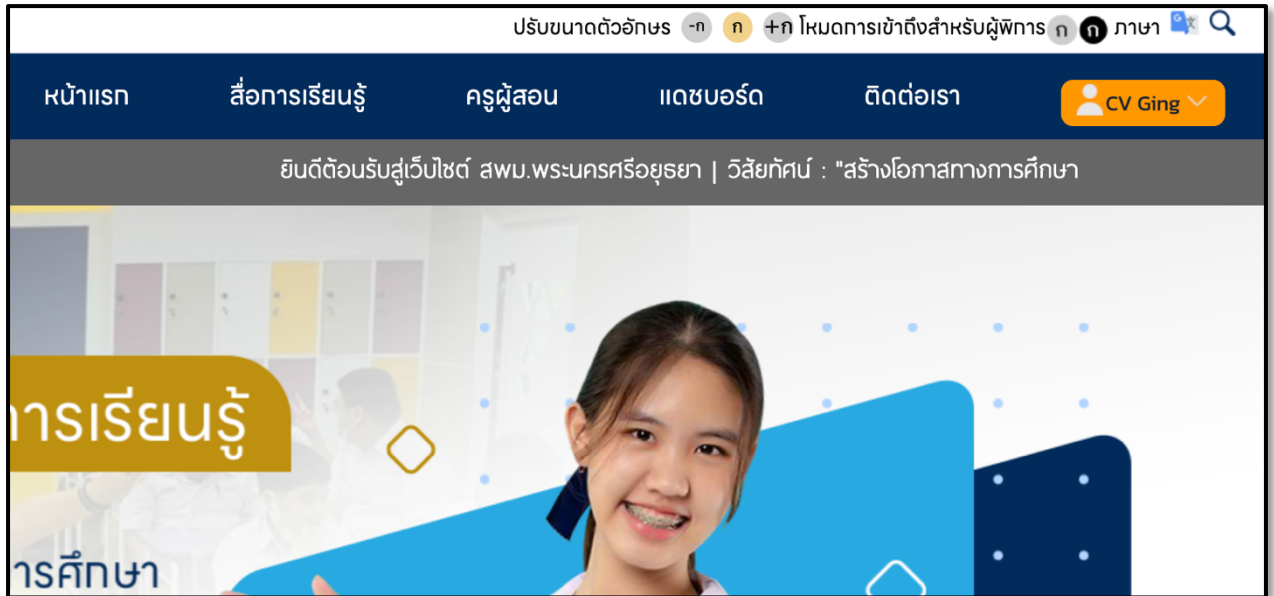 ปรับขนาดตัวอักษร -ก ก +ก โหมดการเข้าถึงสำหรับผู้พิการ ก ก ภาษา
หน้าแรก สื่อการเรียนรู้ ครูผู้สอน แดชบอร์ด ติดต่อเรา CV Ging
ยินดีต้อนรับสู่เว็บไซต์ สพม.พระนครศรีอยุธยา | วิสัยทัศน์ : "สร้างโอกาสทางการศึกษา
การเรียนรู้
ารศึกษา